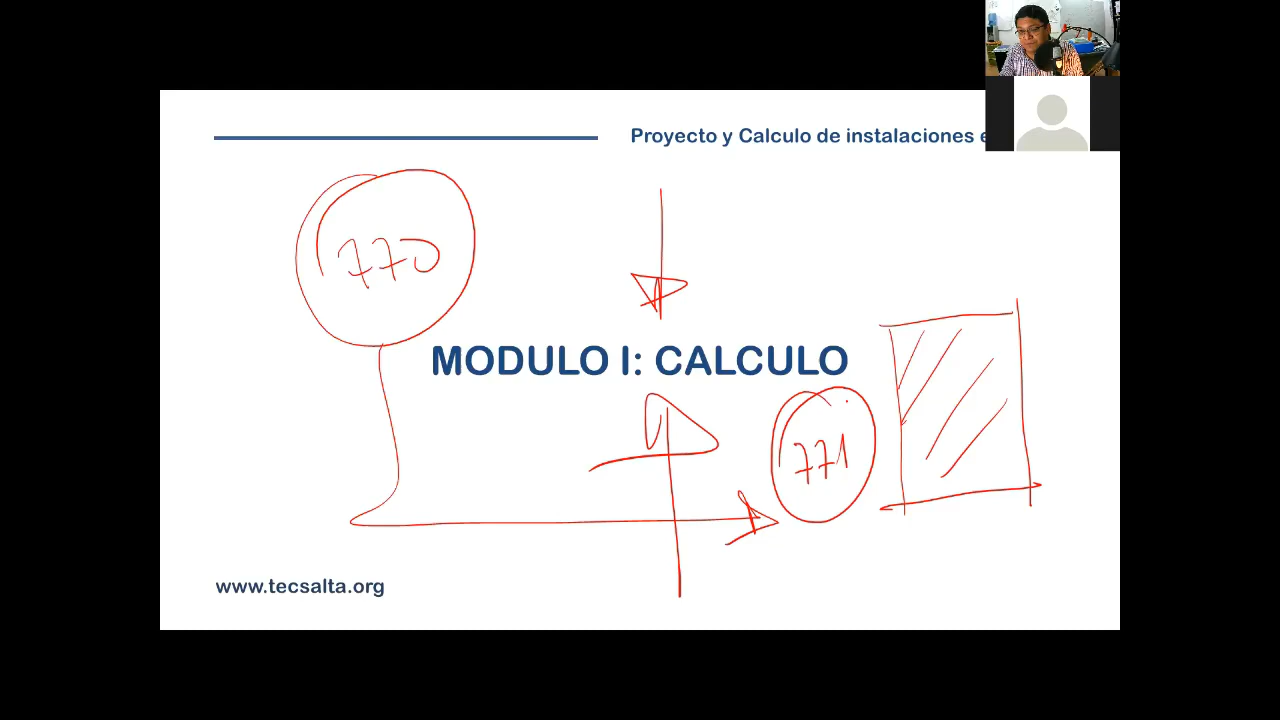 Proyecto y Calculo de instalaciones e
770
MODULO I: CALCULO
771
www.tecsalta.org